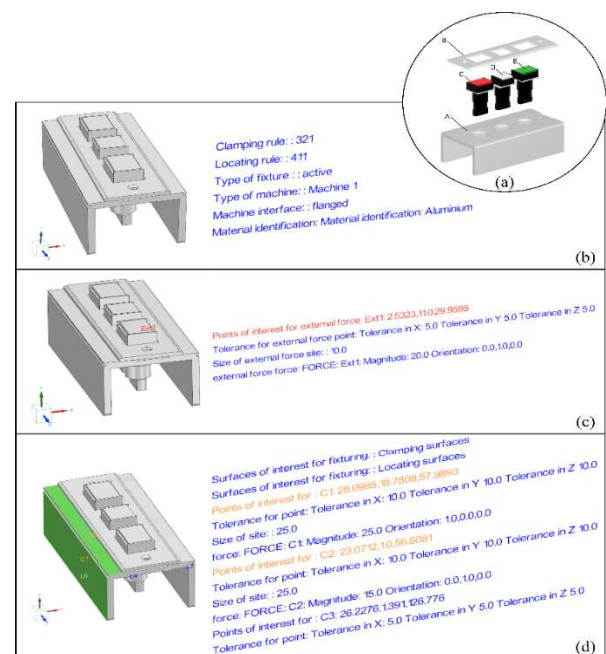 B
C
D
E
A
(a)
Clamping rule: : 321
Locating rule: : 411
Type of fixture : : active
Type of machine: : Machine 1
Machine interface: : flanged
Material identification: Material identification: Aluminium
(b)
Ext1
Points of interest for external force: Ext1: 2.5323,11.0,29.9595
Tolerance for external force point: Tolerance in X: 5.0 Tolerance in Y 5.0 Tolerance in Z 5.0
Size of external force site: : 10.0
external force force: FORCE: Ext1: Magnitude: 20.0 Orientation: 0.0,1.0,0.0
(c)
Surfaces of interest for fixturing: : Clamping surfaces
Surfaces of interest for fixturing: : Locating surfaces
Points of interest for : C1: 28.0985,18.7808,57.9893
Tolerance for point: Tolerance in X: 10.0 Tolerance in Y 10.0 Tolerance in Z 10.0
Size of site: : 25.0
force: FORCE: C1: Magnitude: 25.0 Orientation: 1.0,0.0,0.0
Points of interest for : C2: 23.0712,1.0,56.5081
Tolerance for point: Tolerance in X: 10.0 Tolerance in Y 10.0 Tolerance in Z 10.0
Size of site: : 25.0
force: FORCE: C2: Magnitude: 15.0 Orientation: 0.0,1.0,0.0
Points of interest for : C3: 26.2276,1.391,126.776
Tolerance for point: Tolerance in X: 5.0 Tolerance in Y 5.0 Tolerance in Z 5.0
C1
(d)